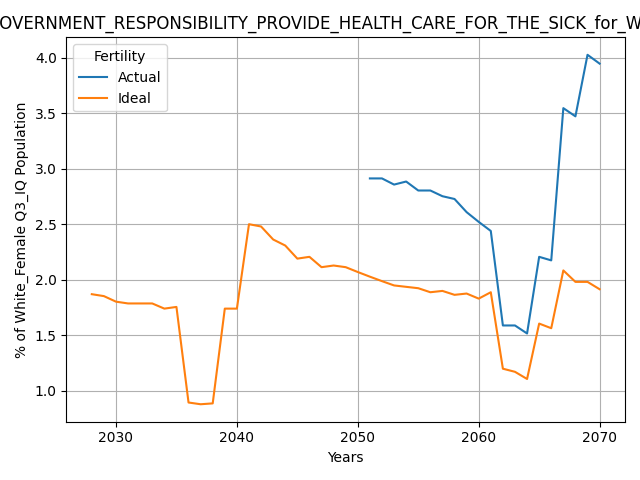 OVERNMENT_RESPONSIBILITY_PROVIDE_HEALTH_CARE_FOR_THE_SICK_for_W
Fertility
Actual
Ideal
% of White_Female Q3_IQ Population
4.0
3.5
3.0
2.5
2.0
1.5
1.0
2030 2040 2050 2060 2070
Years